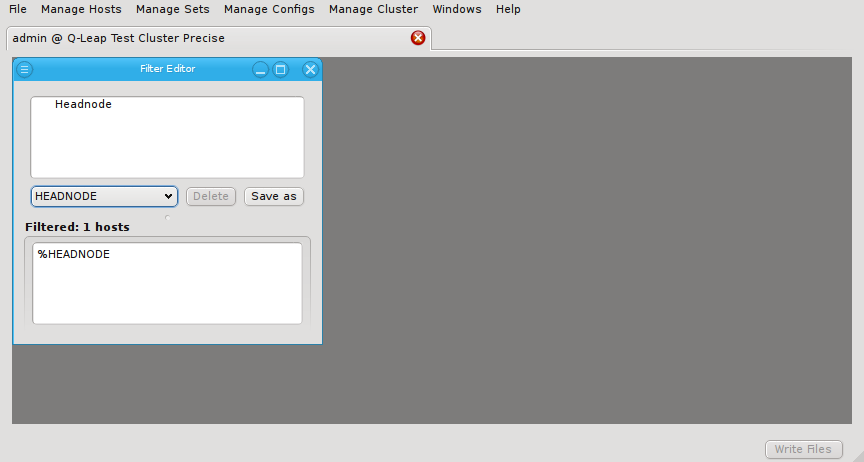 File Manage Hosts Manage Sets Manage Configs Manage Cluster Windows Help
admin @ Q-Leap Test Cluster Precise
Filter Editor
Headnode
HEADNODE Delete Save as
Filtered: 1 hosts
%HEADNODE
Write Files